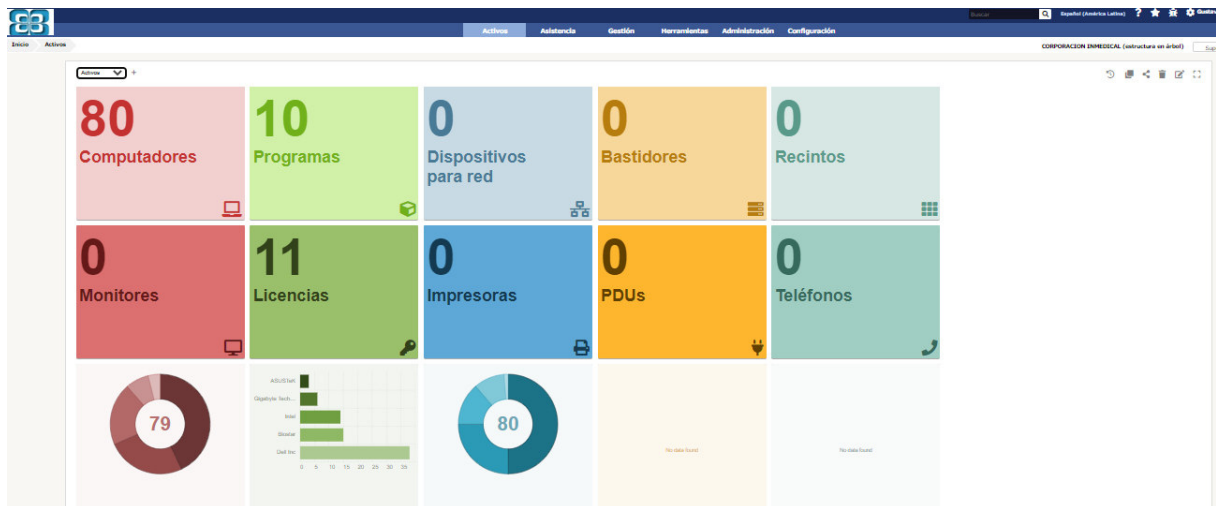 Buscar
Español (América Latina)
Activos Asistencia Gestión Herramientas Administración Configuración
Inicio Activos
CORPORACION INMEDICAL (estructura en árbol)
Activos
80
Computadores
10
Programas
0
Dispositivos
para red
0
Bastidores
0
Recintos
0
Monitores
11
Licencias
0
Impresoras
0
PDUs
0
Teléfonos
79
Gigabyte Tech...
Intel
Biostar
Dell Inc.
0 5 10 15 20 25 30 35
80
No data found
No data found